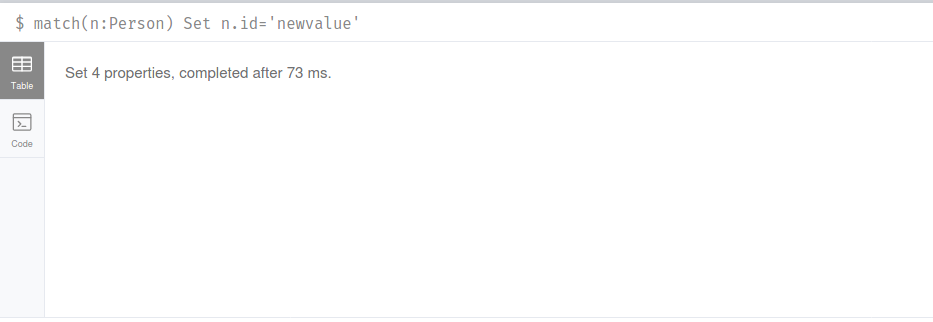 $ match(n:Person) Set n.id='newvalue'
Table
Set 4 properties, completed after 73 ms.
Code